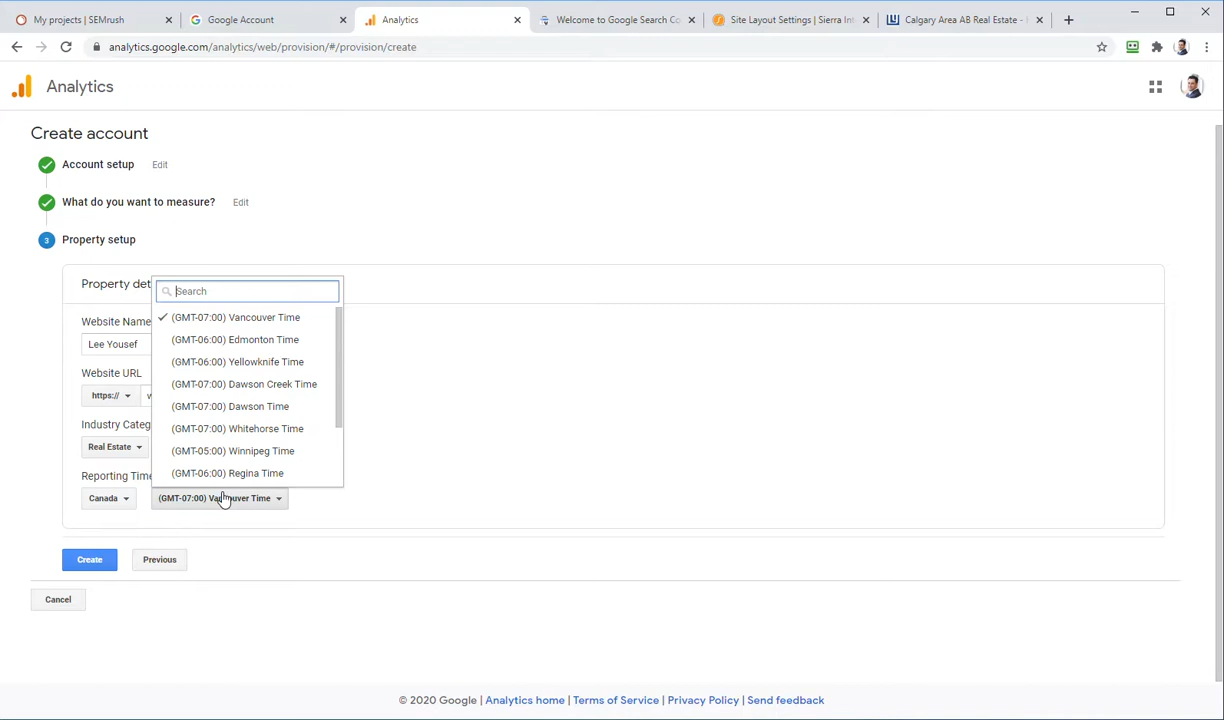 My projects | SEMrush
Google Account
Analytics
Welcome to Google Search Co
Site Layout Settings | Sierra Int
Calgary Area AB Real Estate -
analytics.google.com/analytics/web/provision/#/provision/create
Analytics
Create account
Account setup Edit
What do you want to measure? Edit
3 Property setup
Property det
Search
Website Name
(GMT-07:00) Vancouver Time
(GMT-06:00) Edmonton Time
Lee Yousef
(GMT-06:00) Yellowknife Time
Website URL
(GMT-07:00) Dawson Creek Time
https://
(GMT-07:00) Dawson Time
Industry Categ
(GMT-07:00) Whitehorse Time
Real Estate
(GMT-05:00) Winnipeg Time
Reporting Time
(GMT-06:00) Regina Time
Canada (GMT-07:00) Vancouver Time
Create Previous
Cancel
© 2020 Google | Analytics home | Terms of Service | Privacy Policy | Send feedback